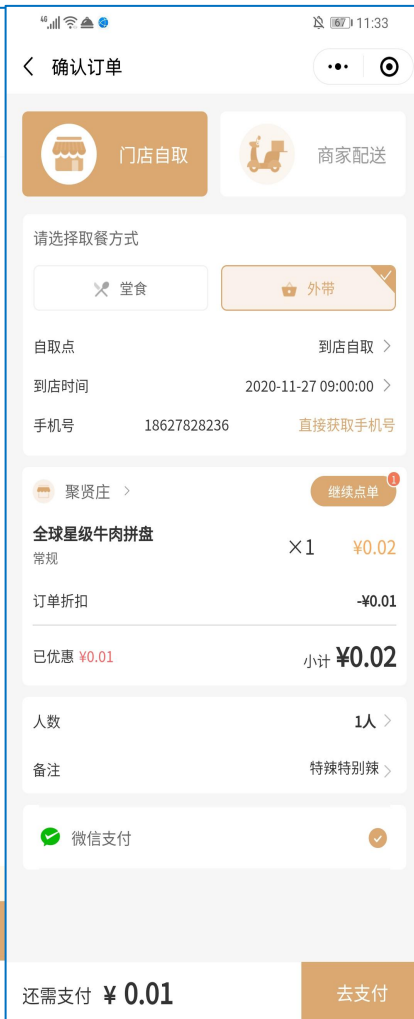 46 67 11:33
确认订单
门店自取 商家配送
请选择取餐方式
堂食 外带
自取点 到店自取
到店时间 2020-11-27 09:00:00
手机号 18627828236 直接获取手机号
聚贤庄 继续点单 1
全球星级牛肉拼盘 ×1 ¥0.02
常规
订单折扣 -¥0.01
已优惠 ¥0.01 小计 ¥0.02
人数 1人
备注 特辣特别辣
微信支付
还需支付 ¥ 0.01 去支付